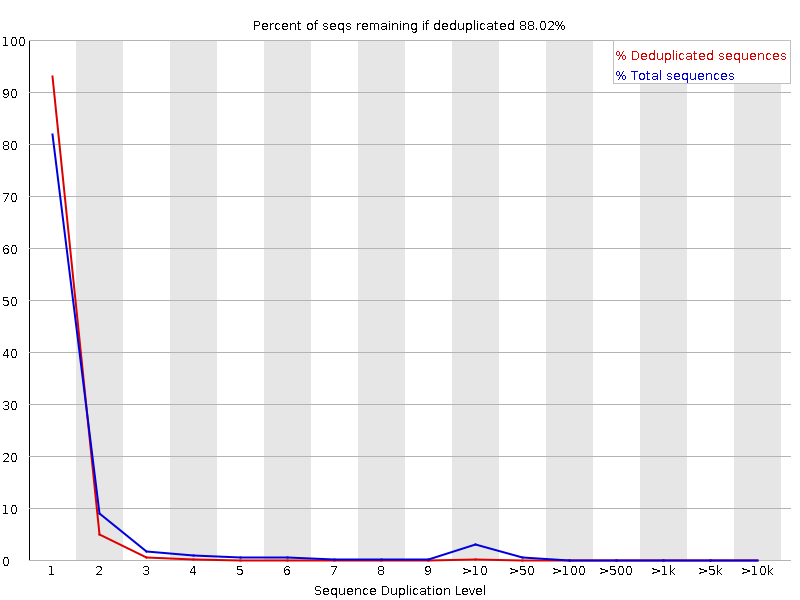 Percent of seqs remaining if deduplicated 88.02%
% Deduplicated sequences
% Total sequences
100
90
80
70
60
50
40
30
20
10
0
1 2 3 4 5 6 7 8 9 >10 >50 >100 >500 >1k >5k >10k
Sequence Duplication Level